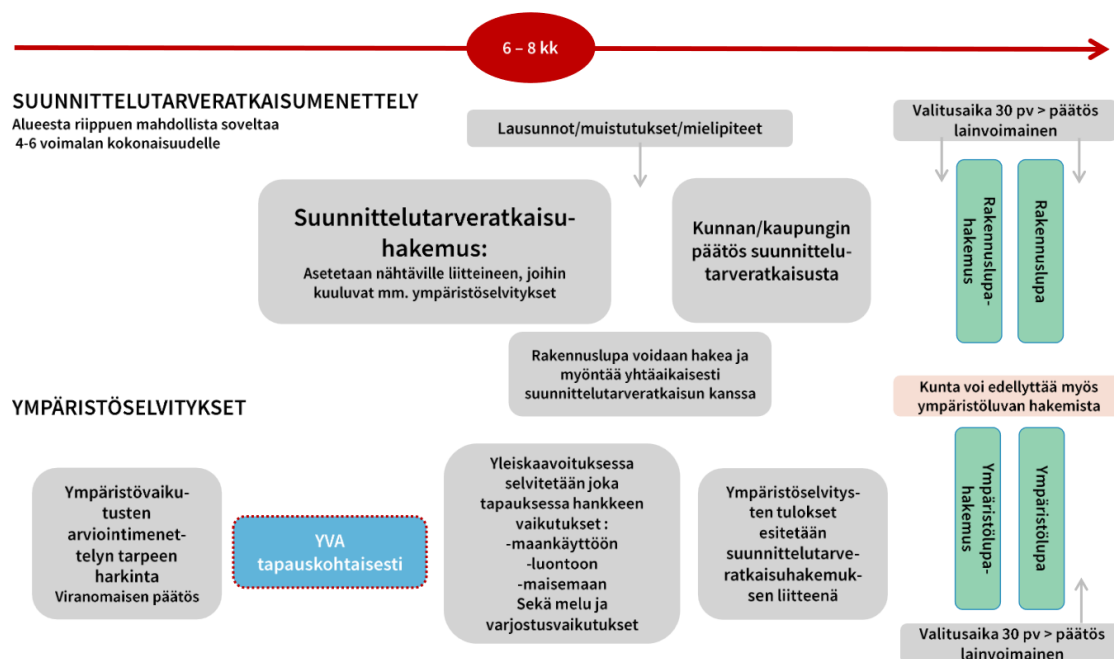 6 – 8 kk
SUUNNITTELUTARVERATKAISUMENETTELY
Alueesta riippuen mahdollista soveltaa
4-6 voimalan kokonaisuudelle
Lausunnot/muistutukset/mielipiteet
Valitusaika 30 pv > päätös
lainvoimainen
Suunnittelutarveratkaisu-
hakemus:
Asetetaan nähtäville liitteineen, joihin
kuuluvat mm. ympäristöselvitykset
Kunnan/kaupungin
päätös suunnittelu-
tarveratkaisusta
Rakennuslupa-
hakemus
Rakennuslupa
Rakennuslupa voidaan hakea ja
myöntää yhtäaikaisesti
suunnittelutarveratkaisun kanssa
Kunta voi edellyttää myös
ympäristöluvan hakemista
YMPÄRISTÖSELVITYKSET
Ympäristövaiku-
tusten
arviointimenet-
telyn tarpeen
harkinta
Viranomaisen päätös
YVA
tapauskohtaisesti
Yleiskaavoituksessa
selvitetään joka
tapauksessa hankkeen
vaikutukset :
-maankäyttöön
-luontoon
-maisemaan
Sekä melu ja
varjostusvaikutukset
Ympäristöselvitys-
ten tulokset
esitetään
suunnittelutarve-
ratkaisuhakemuk-
sen liitteenä
Ympäristölupa-
hakemus
Ympäristölupa
Valitusaika 30 pv > päätös
lainvoimainen